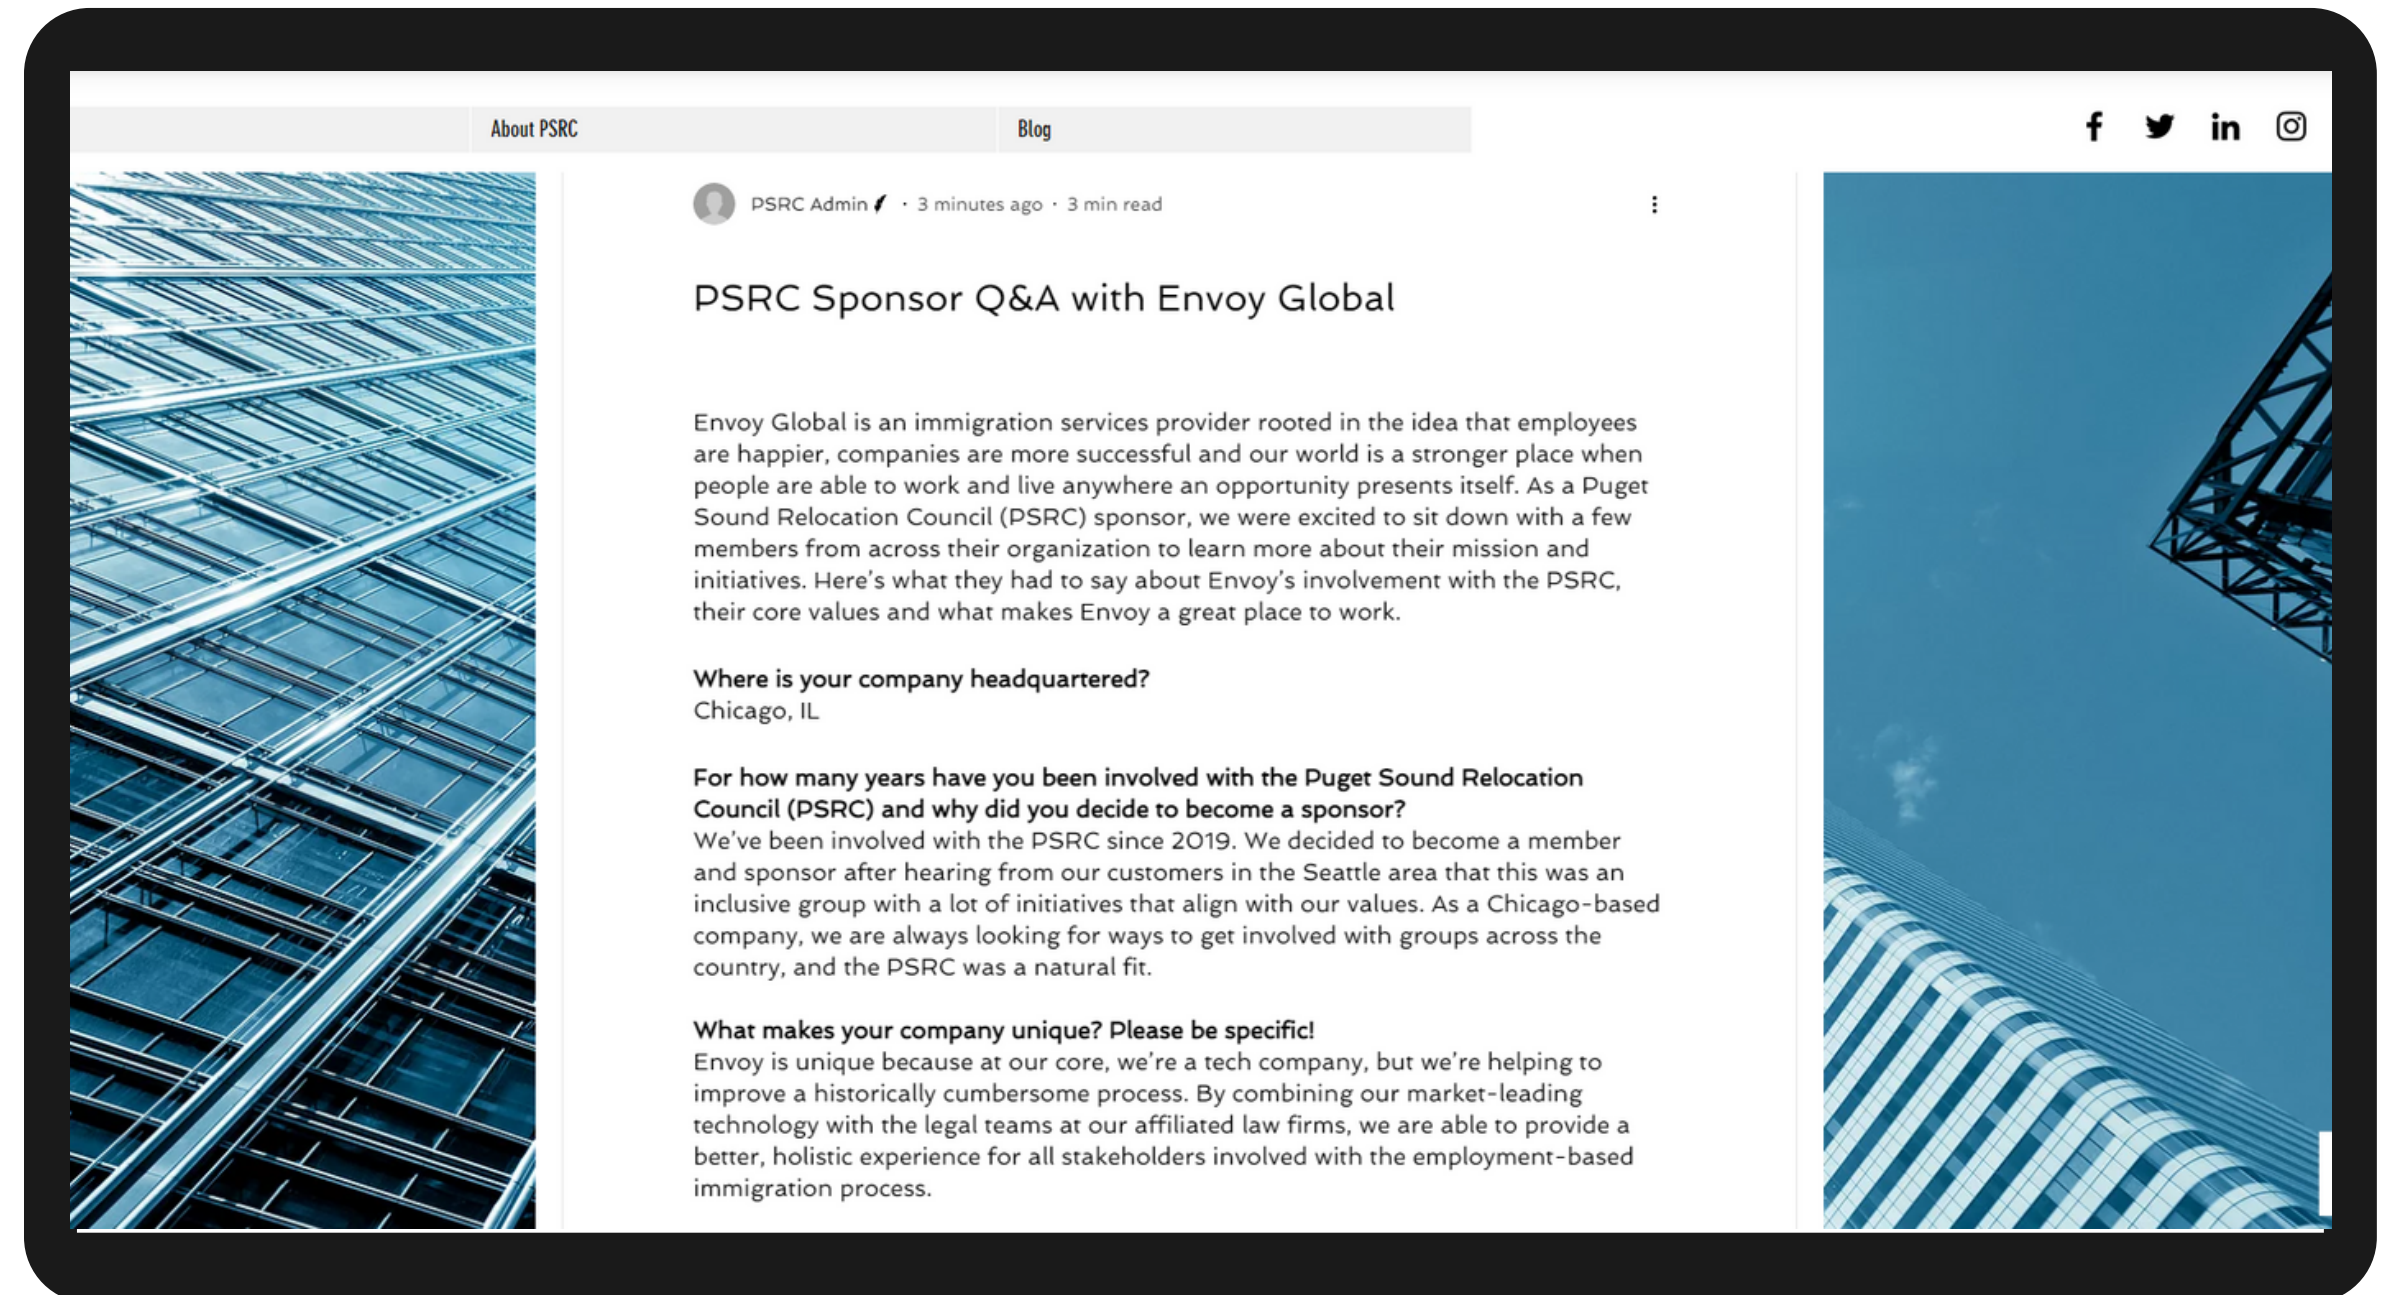 About PSRC
Blog
PSRC Admin · 3 minutes ago · 3 min read
PSRC Sponsor Q&A with Envoy Global
Envoy Global is an immigration services provider rooted in the idea that employees
are happier, companies are more successful and our world is a stronger place when
people are able to work and live anywhere an opportunity presents itself. As a Puget
Sound Relocation Council (PSRC) sponsor, we were excited to sit down with a few
members from across their organization to learn more about their mission and
initiatives. Here's what they had to say about Envoy's involvement with the PSRC,
their core values and what makes Envoy a great place to work.
Where is your company headquartered?
Chicago, IL
For how many years have you been involved with the Puget Sound Relocation
Council (PSRC) and why did you decide to become a sponsor?
We've been involved with the PSRC since 2019. We decided to become a member
and sponsor after hearing from our customers in the Seattle area that this was an
inclusive group with a lot of initiatives that align with our values. As a Chicago-based
company, we are always looking for ways to get involved with groups across the
country, and the PSRC was a natural fit.
What makes your company unique? Please be specific!
Envoy is unique because at our core, we're a tech company, but we're helping to
improve a historically cumbersome process. By combining our market-leading
technology with the legal teams at our affiliated law firms, we are able to provide a
better, holistic experience for all stakeholders involved with the employment-based
immigration process.